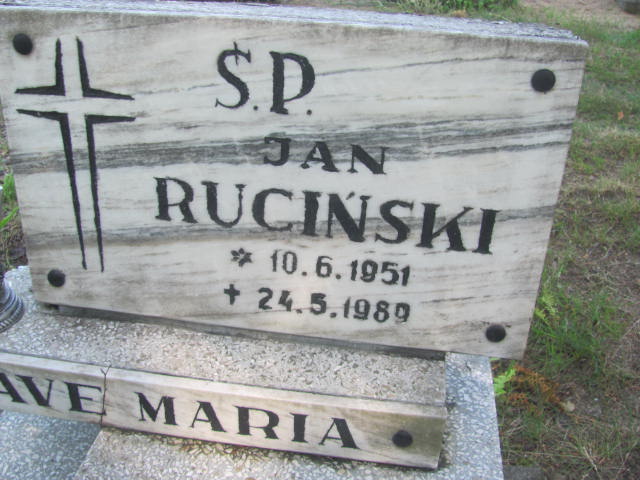 Ś.P.
JAN
RUCIŃSKI
* 10.6.1951
+ 24.5.1989
AVE MARIA